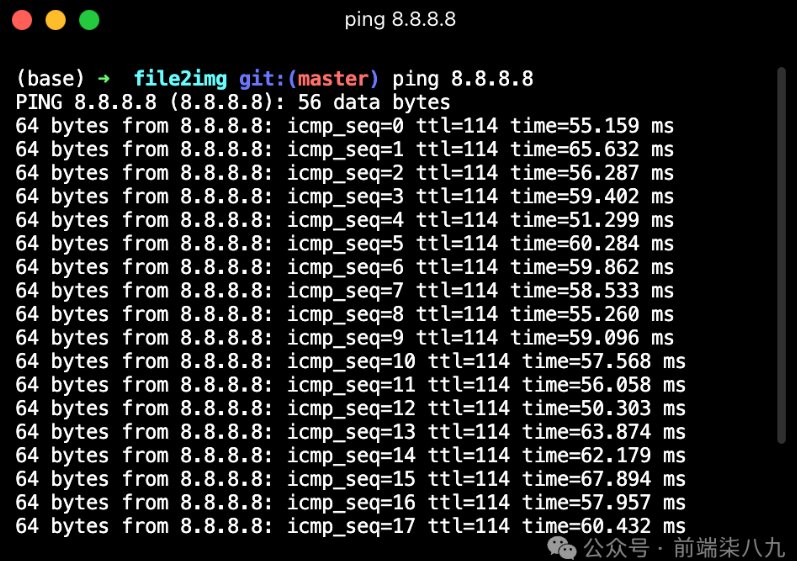 ping 8.8.8.8
(base) ➜ file2img git:(master) ping 8.8.8.8
PING 8.8.8.8 (8.8.8.8): 56 data bytes
64 bytes from 8.8.8.8: icmp_seq=0 ttl=114 time=55.159 ms
64 bytes from 8.8.8.8: icmp_seq=1 ttl=114 time=65.632 ms
64 bytes from 8.8.8.8: icmp_seq=2 ttl=114 time=56.287 ms
64 bytes from 8.8.8.8: icmp_seq=3 ttl=114 time=59.402 ms
64 bytes from 8.8.8.8: icmp_seq=4 ttl=114 time=51.299 ms
64 bytes from 8.8.8.8: icmp_seq=5 ttl=114 time=60.284 ms
64 bytes from 8.8.8.8: icmp_seq=6 ttl=114 time=59.862 ms
64 bytes from 8.8.8.8: icmp_seq=7 ttl=114 time=58.533 ms
64 bytes from 8.8.8.8: icmp_seq=8 ttl=114 time=55.260 ms
64 bytes from 8.8.8.8: icmp_seq=9 ttl=114 time=59.096 ms
64 bytes from 8.8.8.8: icmp_seq=10 ttl=114 time=57.568 ms
64 bytes from 8.8.8.8: icmp_seq=11 ttl=114 time=56.058 ms
64 bytes from 8.8.8.8: icmp_seq=12 ttl=114 time=50.303 ms
64 bytes from 8.8.8.8: icmp_seq=13 ttl=114 time=63.874 ms
64 bytes from 8.8.8.8: icmp_seq=14 ttl=114 time=62.179 ms
64 bytes from 8.8.8.8: icmp_seq=15 ttl=114 time=67.894 ms
64 bytes from 8.8.8.8: icmp_seq=16 ttl=114 time=57.957 ms
64 bytes from 8.8.8.8: icmp_seq=17 ttl=114 time=60.432 ms
公众号 · 前端柒八九